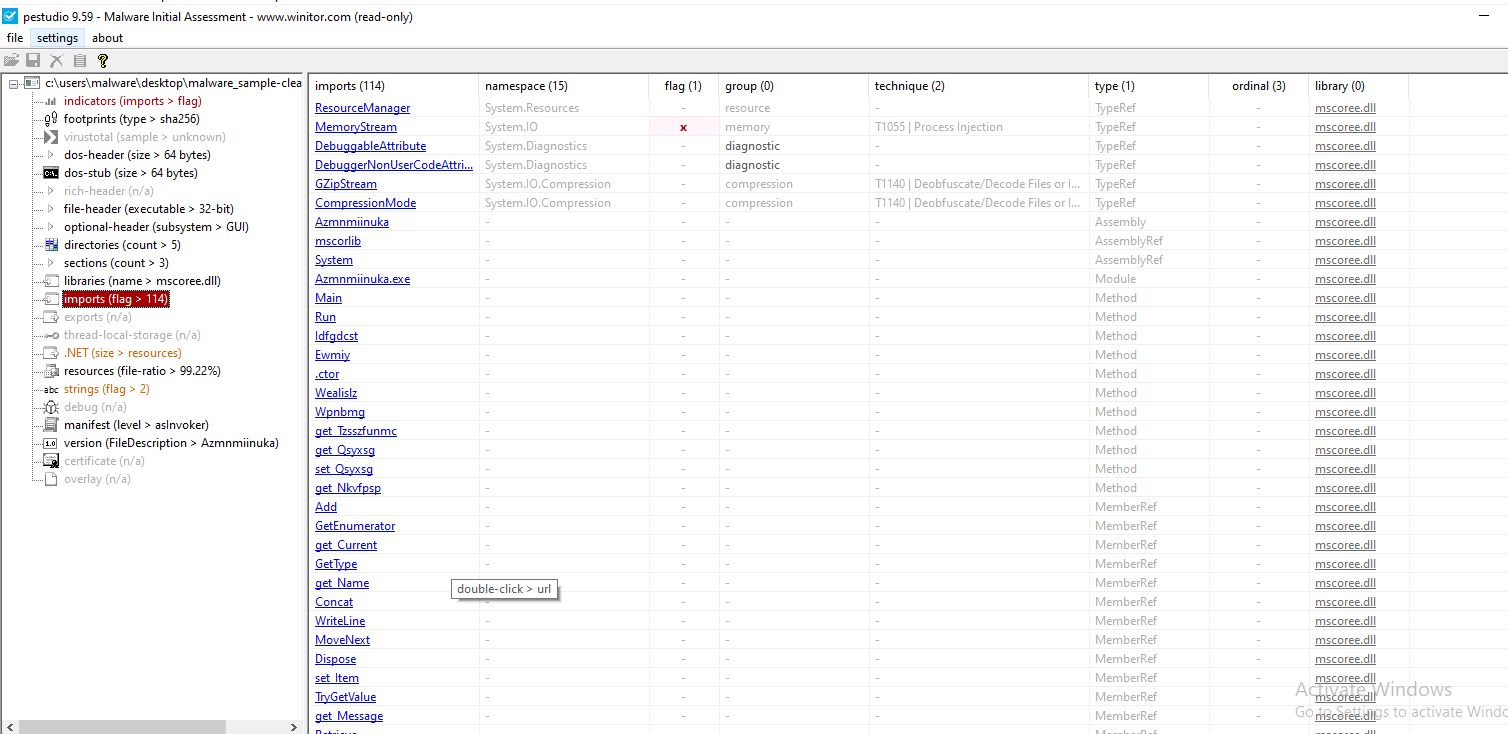 pestudio 9.59 - Malware Initial Assessment - www.winitor.com (read-only)
file settings about
c:\users\malware\desktop\malware_sample-clea
indicators (imports > flag)
footprints (type > sha256)
virustotal (sample > unknown)
dos-header (size > 64 bytes)
dos-stub (size > 64 bytes)
rich-header (n/a)
file-header (executable > 32-bit)
optional-header (subsystem > GUI)
directories (count > 5)
sections (count > 3)
libraries (name > mscoree.dll)
imports (flag > 114)
exports (n/a)
thread-local-storage (n/a)
.NET (size > resources)
resources (file-ratio > 99.22%)
abc strings (flag > 2)
debug (n/a)
manifest (level > asInvoker)
1.0 version (FileDescription > Azmnmiinuka)
certificate (n/a)
overlay (n/a)
imports (114) namespace (15) flag (1) group (0) technique (2) type (1) ordinal (3) library (0)
ResourceManager System.Resources - resource - TypeRef - mscoree.dll
MemoryStream System.IO x memory T1055 | Process Injection TypeRef - mscoree.dll
DebuggableAttribute System.Diagnostics - diagnostic - TypeRef - mscoree.dll
DebuggerNonUserCodeAttri... System.Diagnostics - diagnostic - TypeRef - mscoree.dll
GZipStream System.IO.Compression - compression T1140 | Deobfuscate/Decode Files or I... TypeRef - mscoree.dll
CompressionMode System.IO.Compression - compression T1140 | Deobfuscate/Decode Files or I... TypeRef - mscoree.dll
Azmnmiinuka - - - - Assembly - mscoree.dll
mscorlib - - - - AssemblyRef - mscoree.dll
System - - - - AssemblyRef - mscoree.dll
Azmnmiinuka.exe - - - - Module - mscoree.dll
Main - - - - Method - mscoree.dll
Run - - - - Method - mscoree.dll
Idfgdcst - - - - Method - mscoree.dll
Ewmiy - - - - Method - mscoree.dll
.ctor - - - - Method - mscoree.dll
Wealislz - - - - Method - mscoree.dll
Wpnbmg - - - - Method - mscoree.dll
get_Tzsszfunmc - - - - Method - mscoree.dll
get_Qsyxsg - - - - Method - mscoree.dll
set_Qsyxsg - - - - Method - mscoree.dll
get_Nkvfpsp - - - - Method - mscoree.dll
Add - - - - MemberRef - mscoree.dll
GetEnumerator - - - - MemberRef - mscoree.dll
get_Current - - - - MemberRef - mscoree.dll
GetType - - - - MemberRef - mscoree.dll
get_Name - - - - MemberRef - mscoree.dll
double-click > url
Concat - - - - MemberRef - mscoree.dll
WriteLine - - - - MemberRef - mscoree.dll
MoveNext - - - - MemberRef - mscoree.dll
Dispose - - - - MemberRef - mscoree.dll
set_Item - - - - MemberRef - mscoree.dll
TryGetValue - - - - MemberRef - mscoree.dll
get_Message - - - - MemberRef - mscoree.dll
Activate Windows
Go to Settings to activate Windo